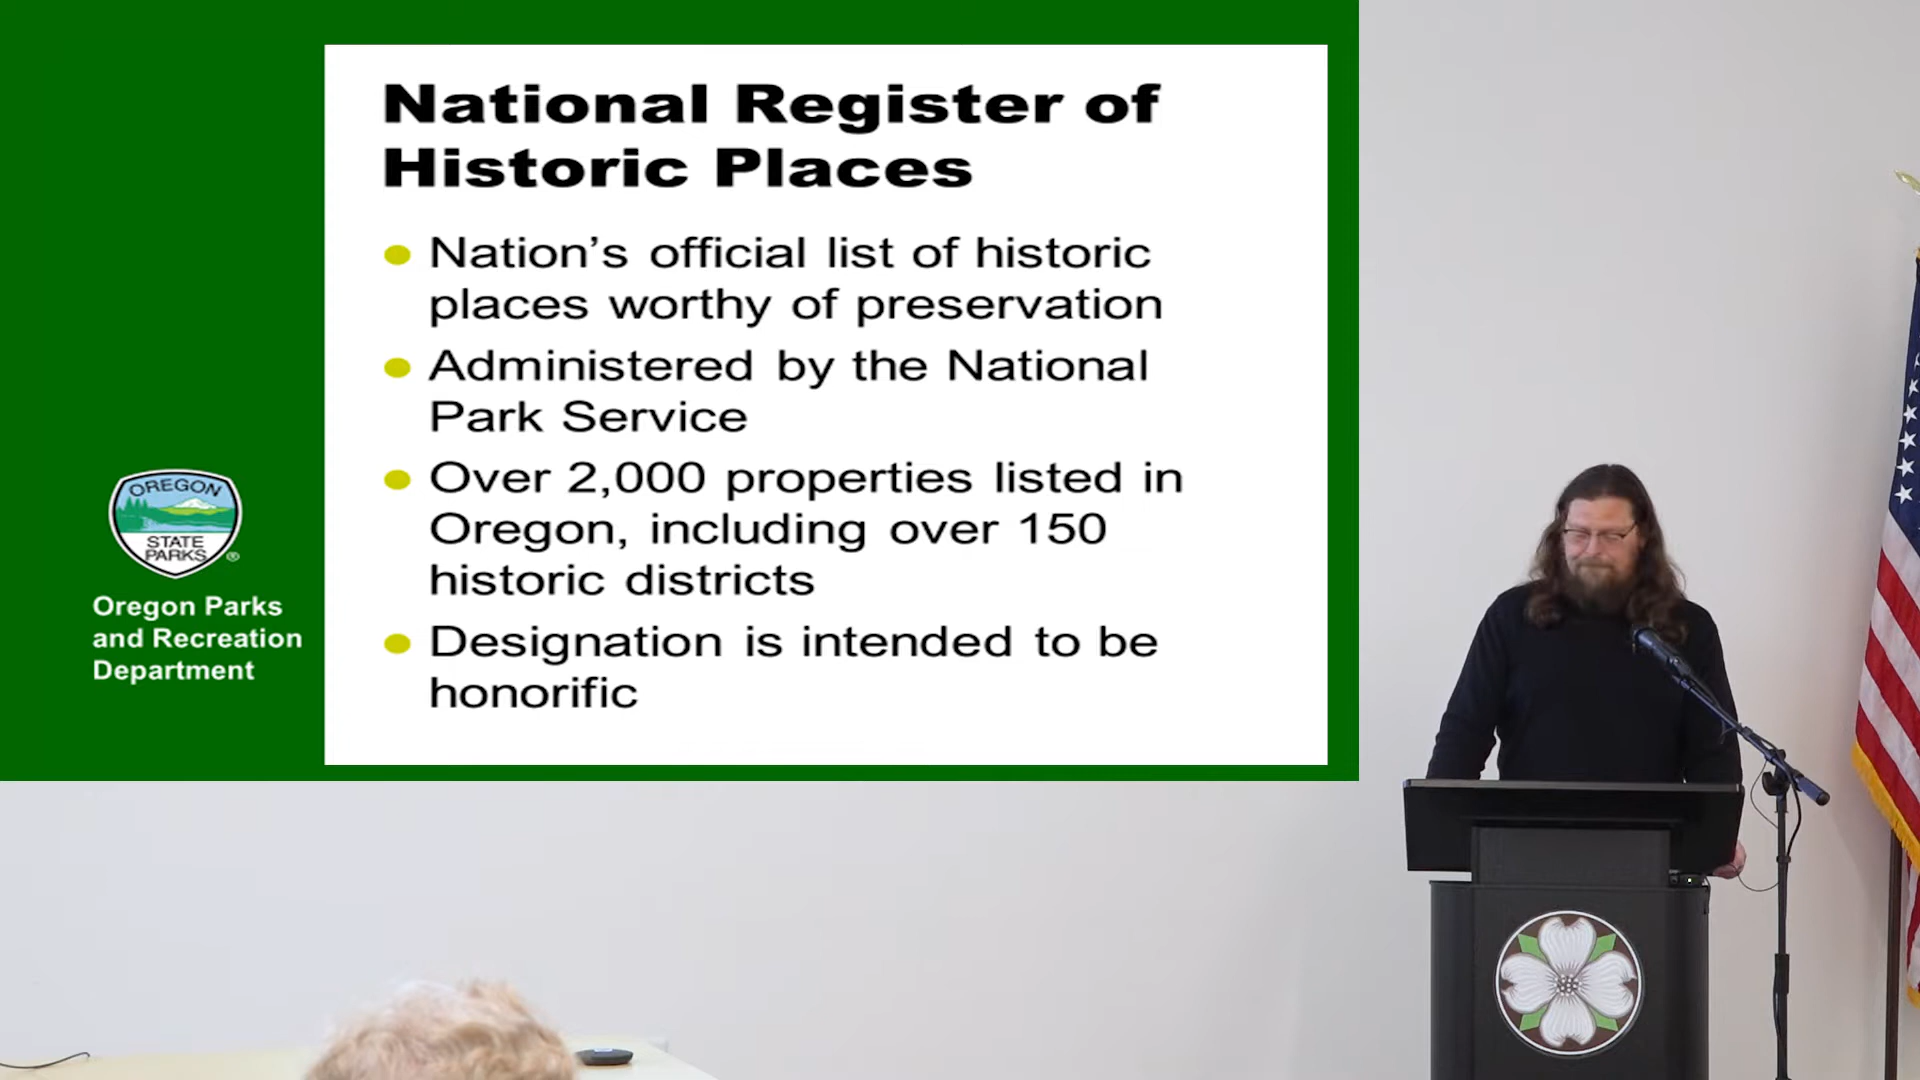 National Register of
Historic Places
Nation’s official list of historic
places worthy of preservation
Administered by the National
Park Service
Over 2,000 properties listed in
Oregon, including over 150
historic districts
Designation is intended to be
honorific
OREGON
STATE
PARKS
®
Oregon Parks
and Recreation
Department